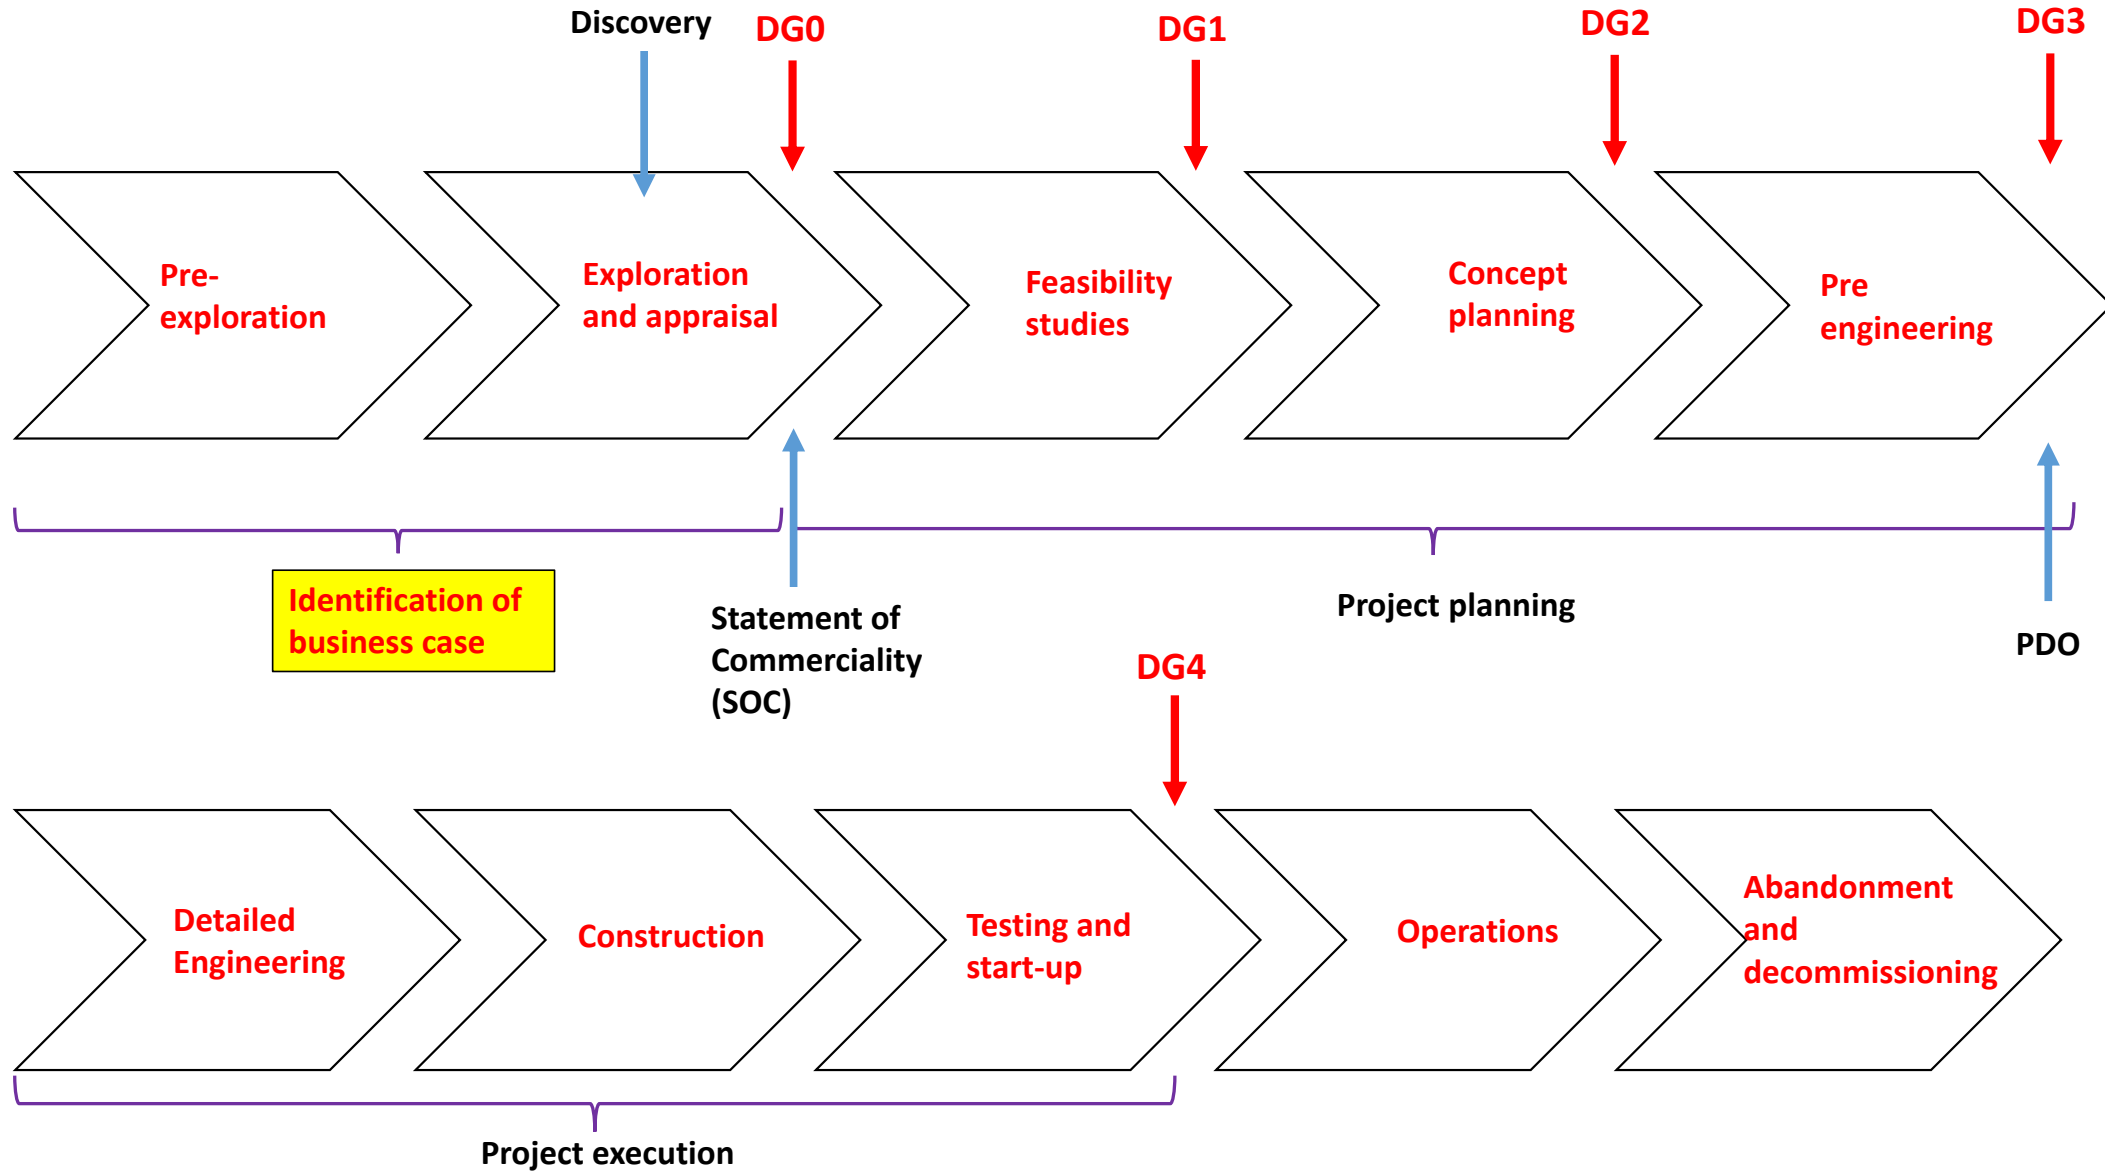 Discovery
DG0
DG1
DG2
DG3
Pre-
exploration
Exploration
and appraisal
Feasibility
studies
Concept
planning
Pre
engineering
Identification of
business case
Statement of
Commerciality
(SOC)
Project planning
PDO
DG4
Detailed
Engineering
Construction
Testing and
start-up
Operations
Abandonment
and
decommissioning
Project execution